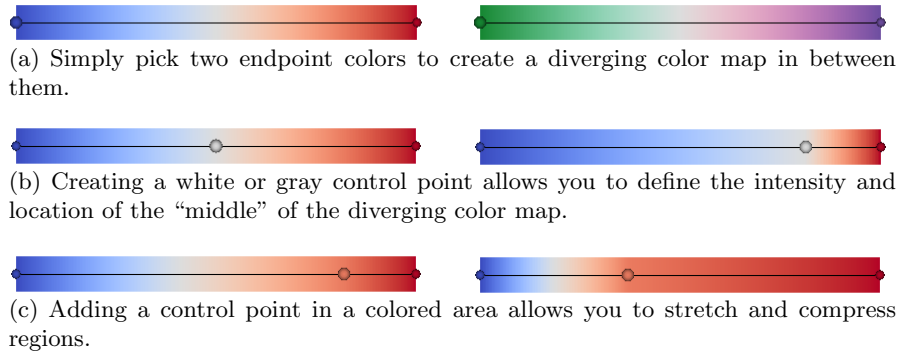 (a) Simply pick two endpoint colors to create a diverging color map in between
them.
(b) Creating a white or gray control point allows you to define the intensity and
location of the “middle” of the diverging color map.
(c) Adding a control point in a colored area allows you to stretch and compress
regions.